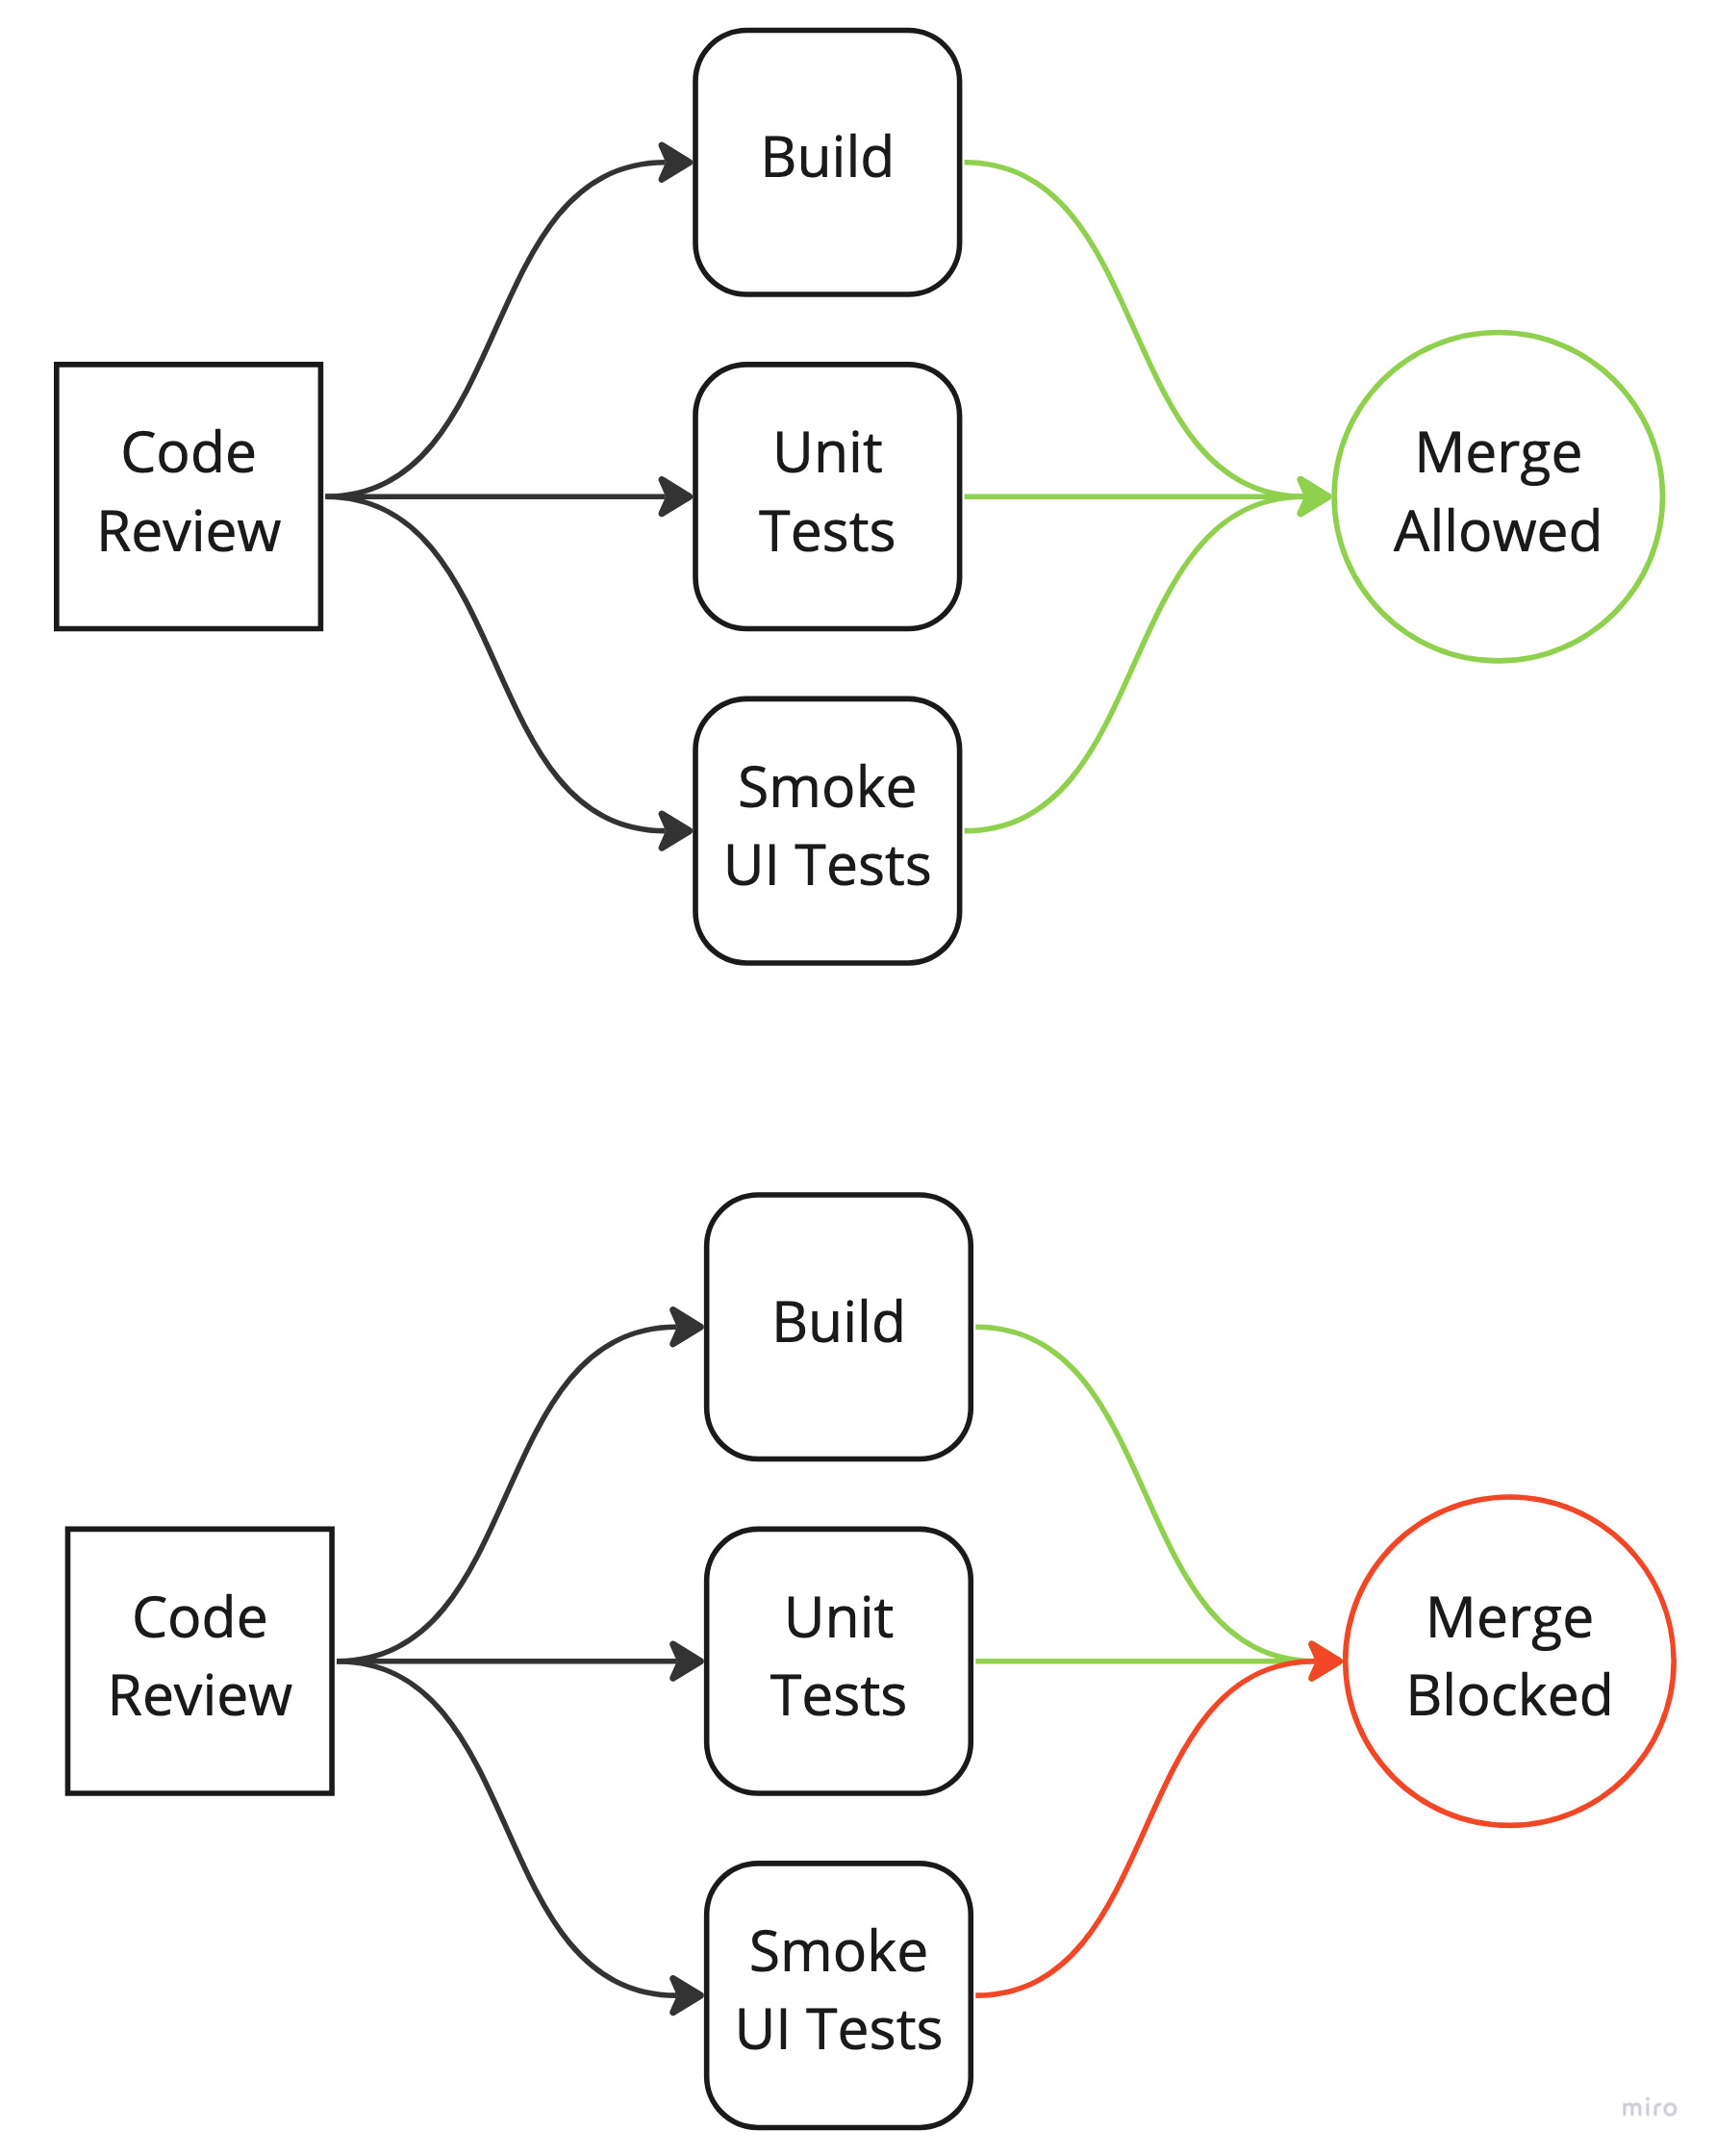 Build
Code
Review
Unit
Tests
Merge
Allowed
Smoke
UI Tests
Build
Code
Review
Unit
Tests
Merge
Blocked
Smoke
UI Tests
miro